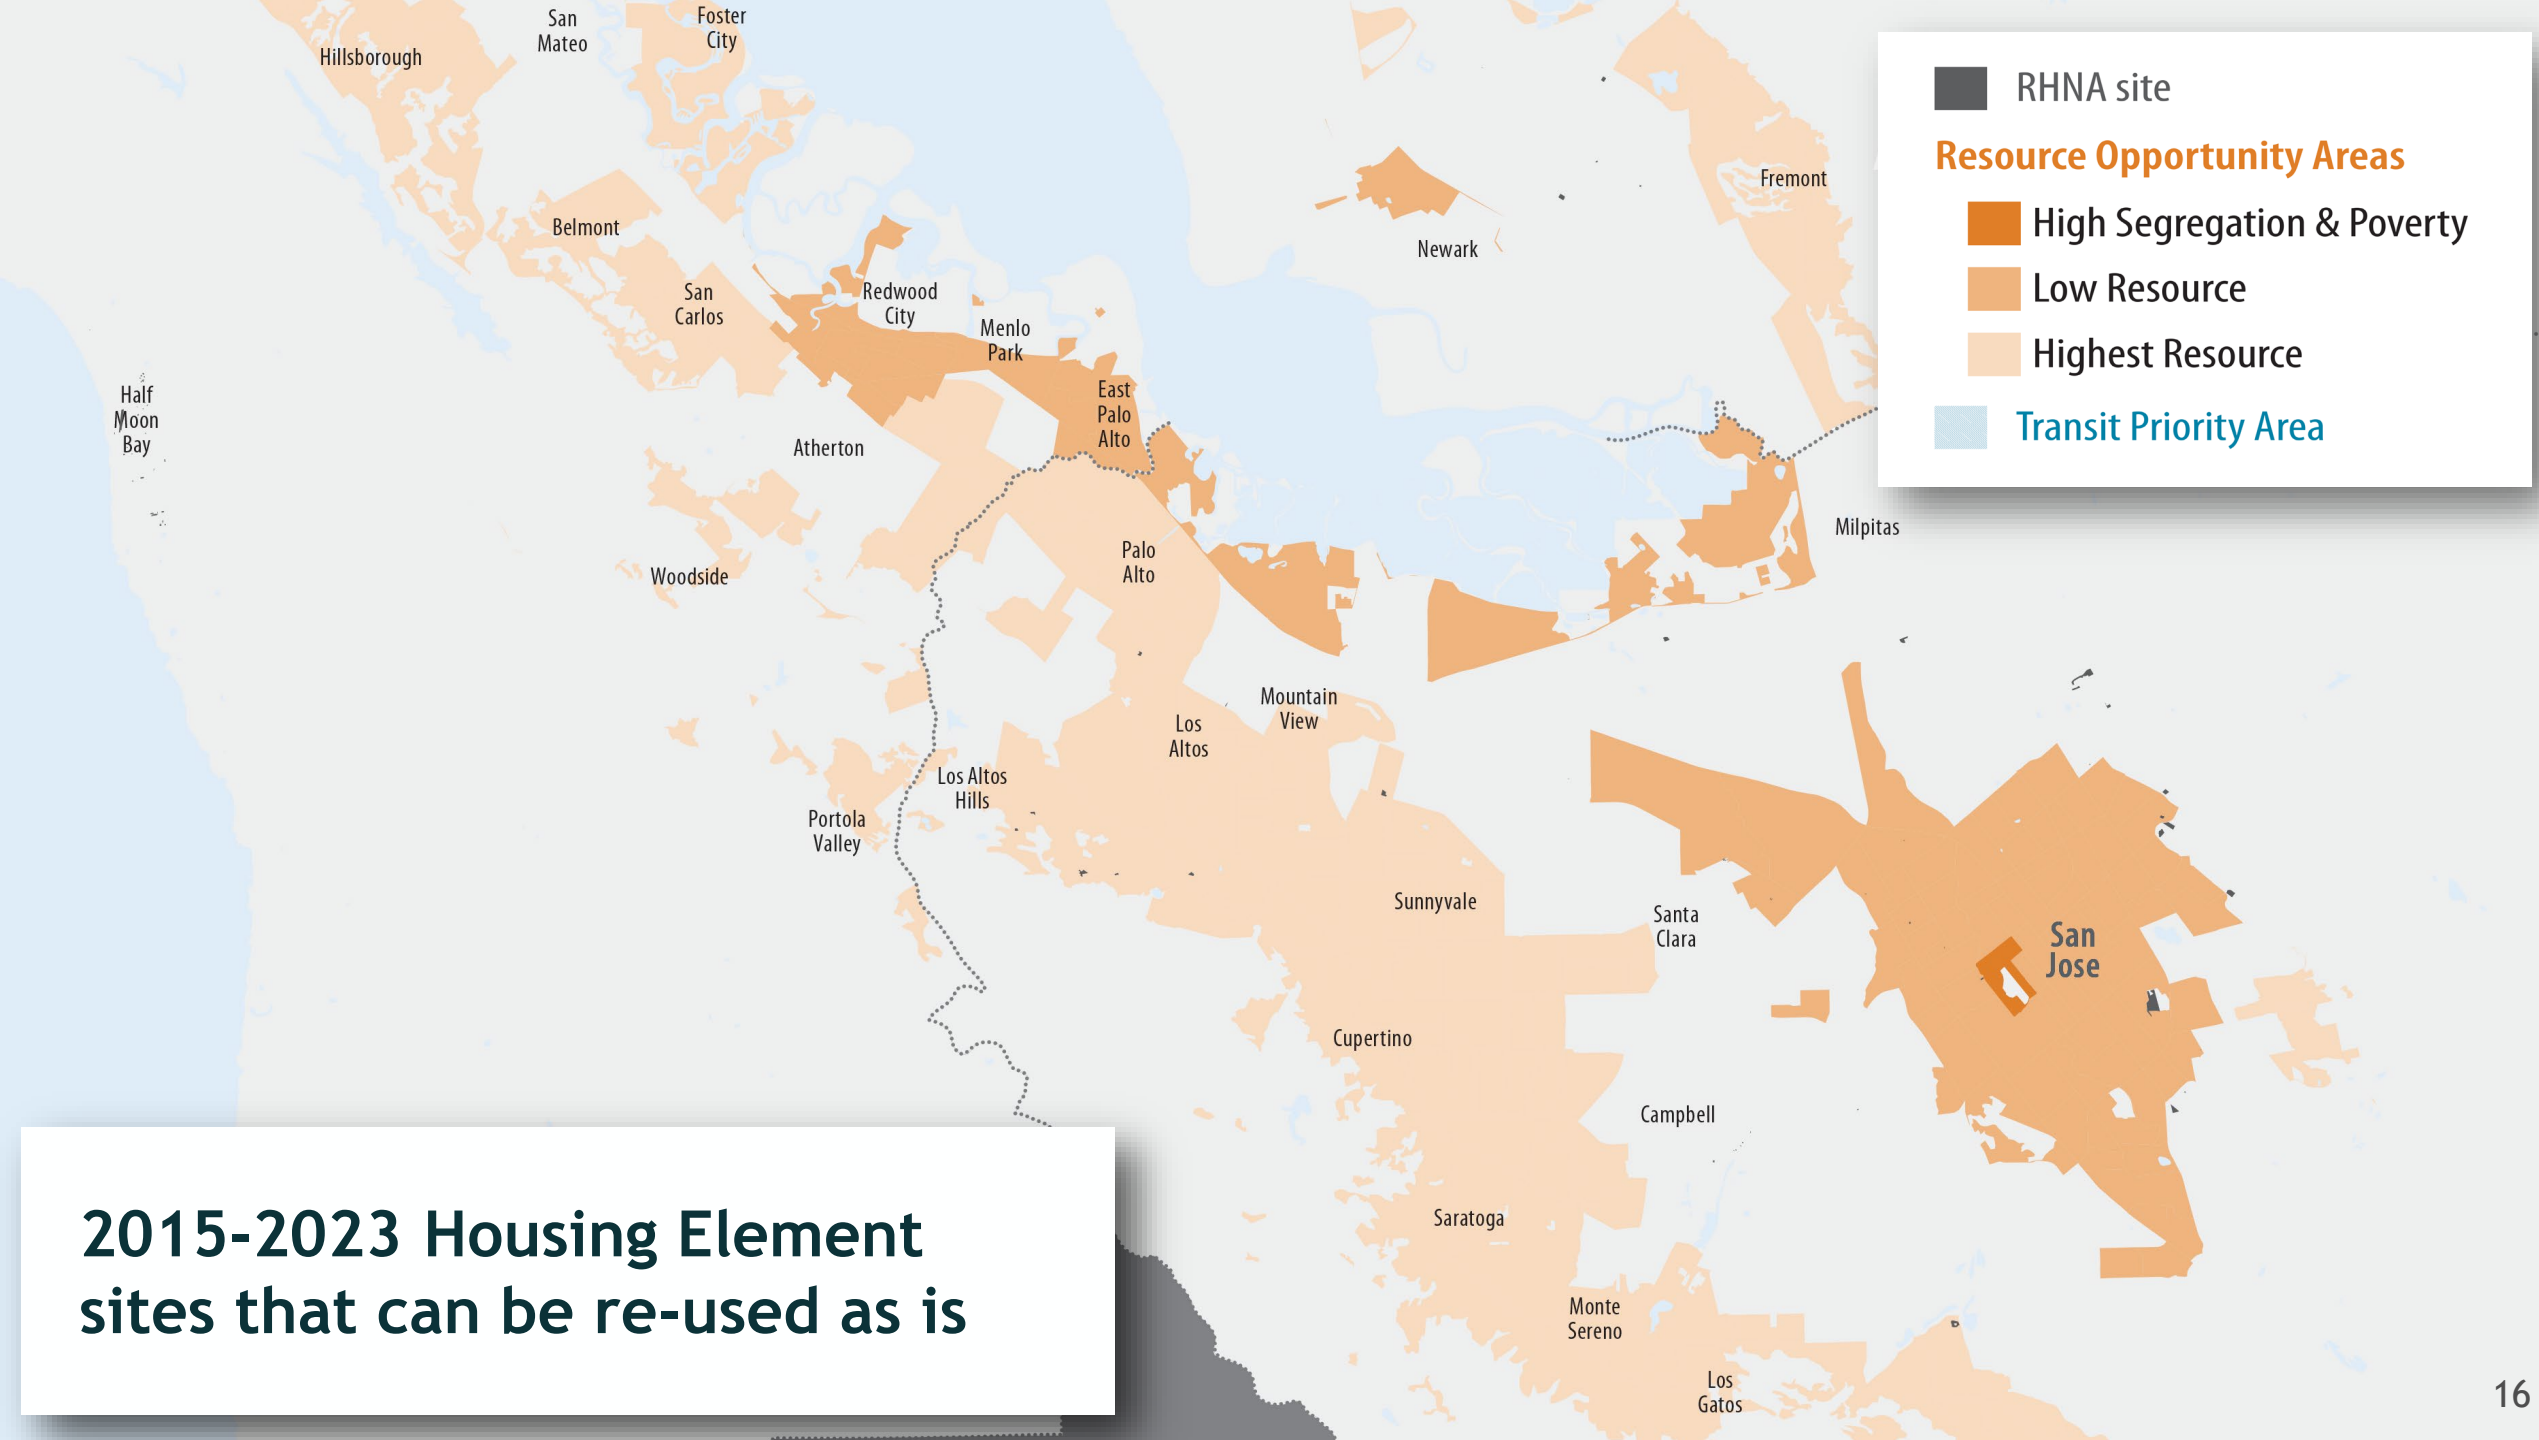 San
Mateo
Foster
City
Hillsborough
Belmont
San
Carlos
Redwood
City
Menlo
Park
East
Palo
Alto
Newark
Fremont
Half
Moon
Bay
Atherton
Woodside
Palo
Alto
Milpitas
Mountain
View
Los
Altos
Los Altos
Hills
Portola
Valley
Sunnyvale
Santa
Clara
San
Jose
Cupertino
Campbell
Saratoga
Monte
Sereno
Los
Gatos
RHNA site
Resource Opportunity Areas
High Segregation & Poverty
Low Resource
Highest Resource
Transit Priority Area
2015-2023 Housing Element
sites that can be re-used as is
16